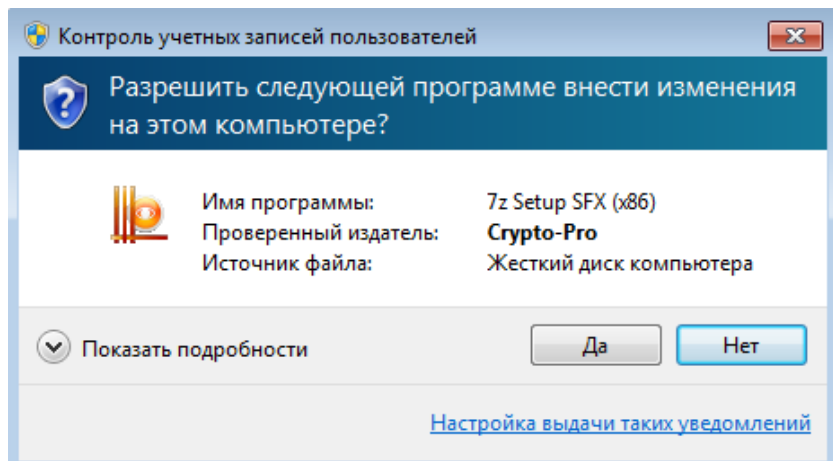 Контроль учетных записей пользователей
Разрешить следующей программе внести изменения
на этом компьютере?
Имя программы: 7z Setup SFX (x86)
Проверенный издатель: Crypto-Pro
Источник файла: Жесткий диск компьютера
Показать подробности Да Нет
Настройка выдачи таких уведомлений